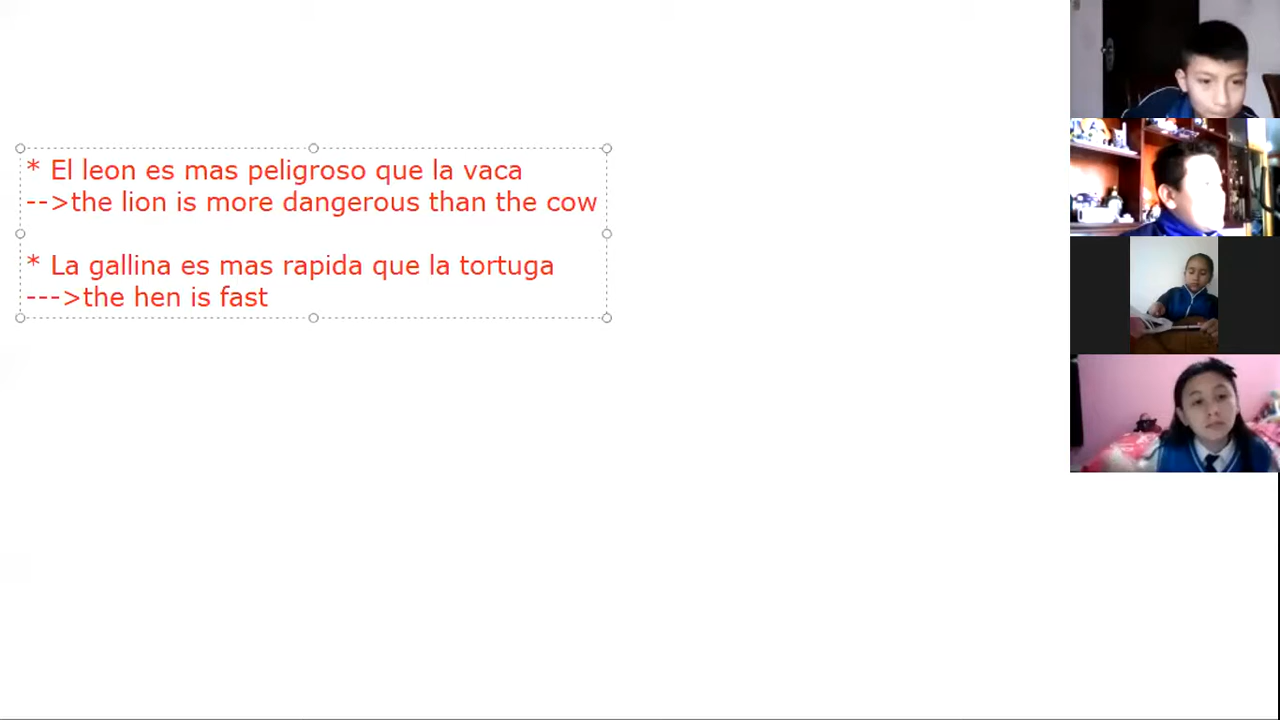 * El leon es mas peligroso que la vaca
-->the lion is more dangerous than the cow
* La gallina es mas rapida que la tortuga
--->the hen is fast